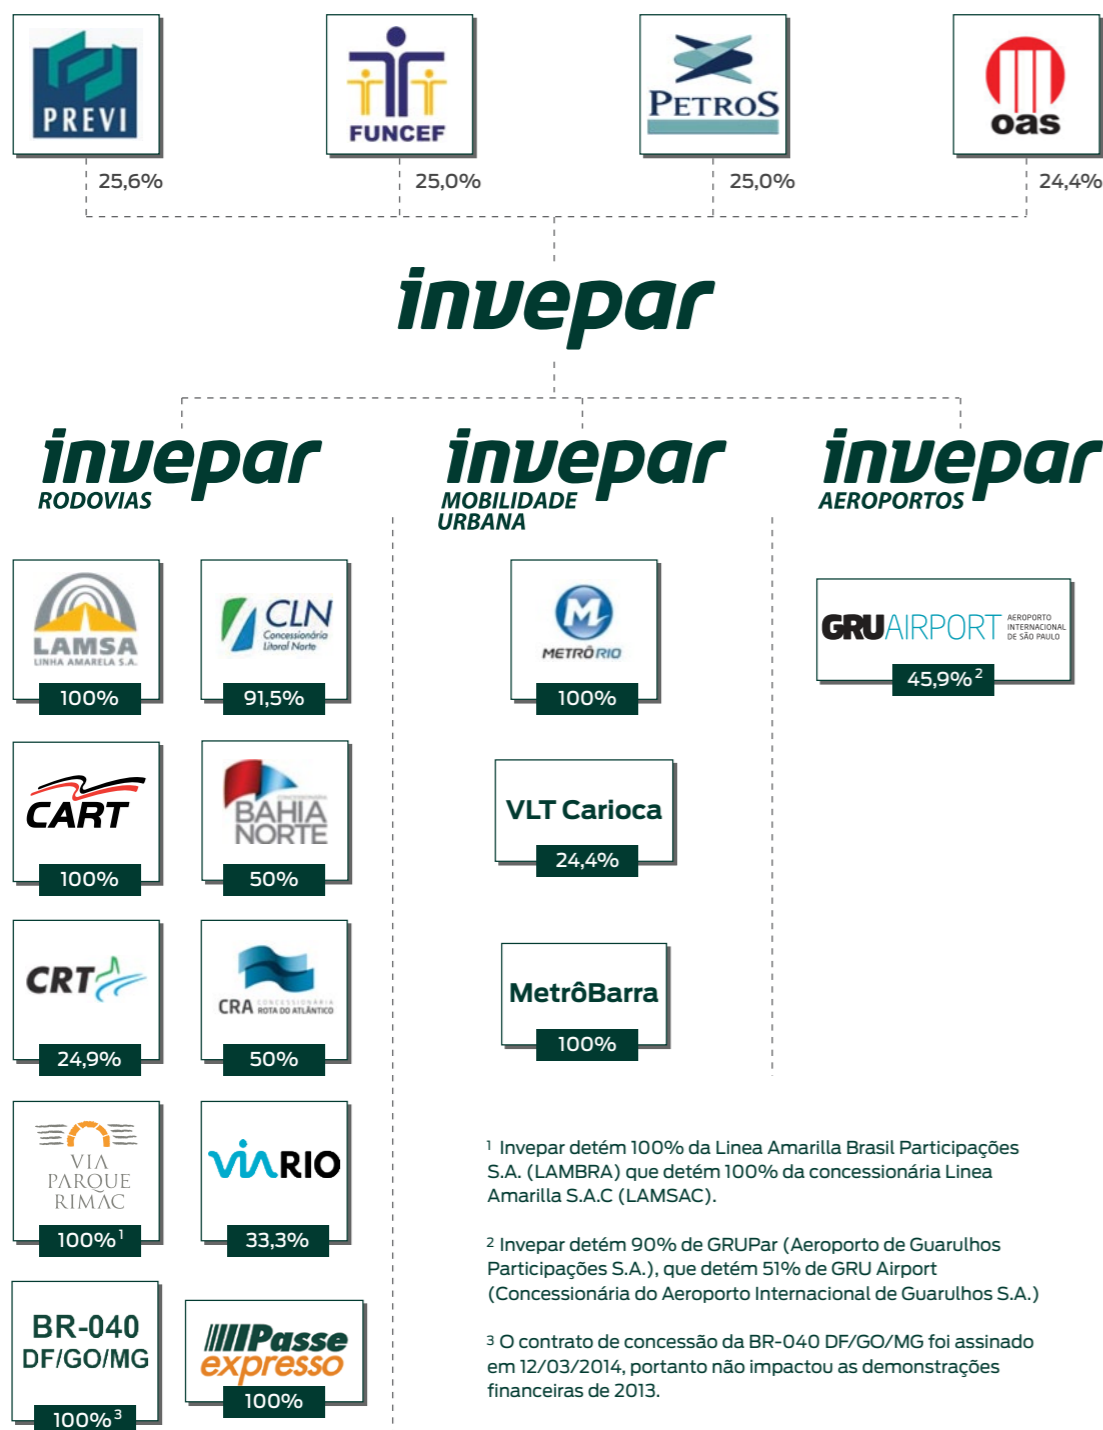 PREVI
FUNCEF
PETROS
oas
25,6%
25,0%
25,0%
24,4%
invepar
invepar
RODOVIAS
invepar
MOBILIDADE
URBANA
invepar
AEROPORTOS
LAMSA
LINHA AMARELA S.A.
100%
CLN
Concessionária
Litoral Norte
91,5%
CART
100%
CONCESSIONÁRIA
BAHIA
NORTE
50%
CRT
24,9%
CRA CONCESSIONÁRIA
ROTA DO ATLÂNTICO
50%
VIA
PARQUE
RIMAC
100%¹
VIARIO
33,3%
BR-040
DF/GO/MG
100%³
Passe
expresso
100%
M
METRÔ RIO
100%
VLT Carioca
24,4%
MetrôBarra
100%
GRUAIRPORT AEROPORTO
INTERNACIONAL
DE SÃO PAULO
45,9%²
¹ Invepar detém 100% da Linea Amarilla Brasil Participações
S.A. (LAMBRA) que detém 100% da concessionária Linea
Amarilla S.A.C (LAMSAC).
² Invepar detém 90% de GRUPar (Aeroporto de Guarulhos
Participações S.A.), que detém 51% de GRU Airport
(Concessionária do Aeroporto Internacional de Guarulhos S.A.)
³ O contrato de concessão da BR-040 DF/GO/MG foi assinado
em 12/03/2014, portanto não impactou as demonstrações
financeiras de 2013.